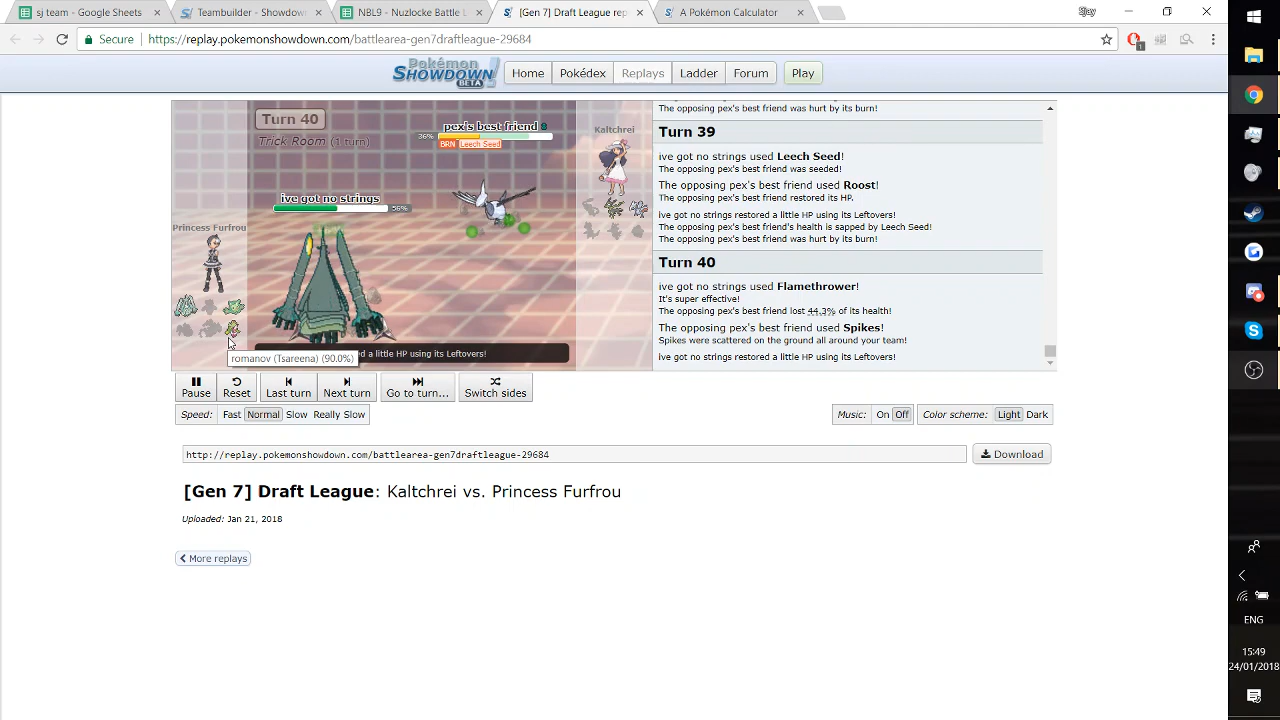 sj team - Google Sheets
Teambuilder - Showdow
NBL9 - Nuzlocke Battle L
[Gen 7] Draft League rep
A Pokémon Calculator
Sjay
Secure
https://replay.pokemonshowdown.com/battlearea-gen7draftleague-29684
1
Pokémon
SHOWDOWN
BETA
Home
Pokédex
Replays
Ladder
Forum
Play
Turn 40
Trick Room (1 turn)
pex's best friend
36%
BRN Leech Seed
Kaltchrei
ive got no strings
56%
Princess Furfrou
romanov (Tsareena) (90.0%)
d a little HP using its Leftovers!
The opposing pex's best friend was hurt by its burn!
Turn 39
ive got no strings used Leech Seed!
The opposing pex's best friend was seeded!
The opposing pex's best friend used Roost!
The opposing pex's best friend restored its HP.
ive got no strings restored a little HP using its Leftovers!
The opposing pex's best friend's health is sapped by Leech Seed!
The opposing pex's best friend was hurt by its burn!
Turn 40
ive got no strings used Flamethrower!
It's super effective!
The opposing pex's best friend lost 44.3% of its health!
The opposing pex's best friend used Spikes!
Spikes were scattered on the ground all around your team!
ive got no strings restored a little HP using its Leftovers!
Pause
Reset
Last turn
Next turn
Go to turn...
Switch sides
Speed: Fast Normal Slow Really Slow
Music: On Off
Color scheme: Light Dark
http://replay.pokemonshowdown.com/battlearea-gen7draftleague-29684
Download
[Gen 7] Draft League: Kaltchrei vs. Princess Furfrou
Uploaded: Jan 21, 2018
More replays
ENG
15:49
24/01/2018